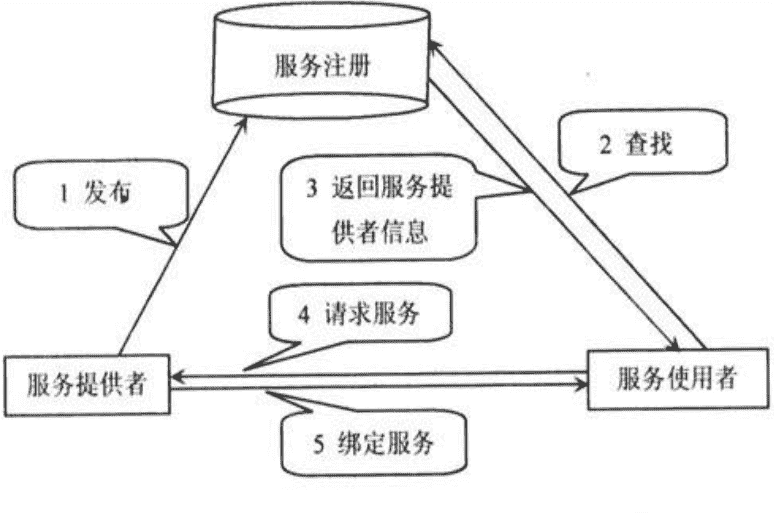 服务注册
2 查找
1 发布
3 返回服务提
供者信息
4 请求服务
服务提供者
服务使用者
5 绑定服务